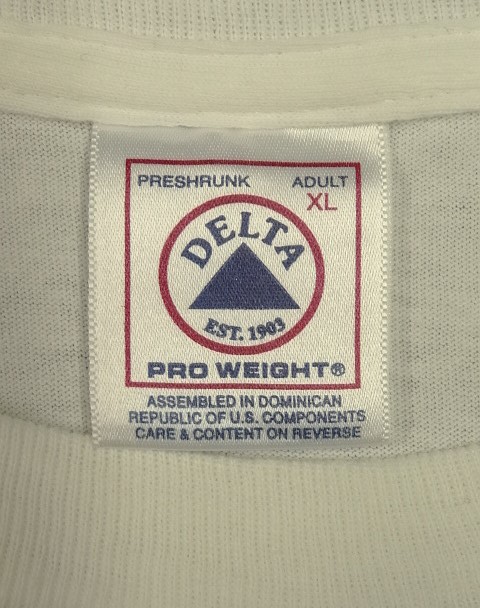 PRESHRUNK ADULT
XL
DELTA
EST. 1903
PRO WEIGHT®
ASSEMBLED IN DOMINICAN
REPUBLIC OF U.S. COMPONENTS
CARE & CONTENT ON REVERSE